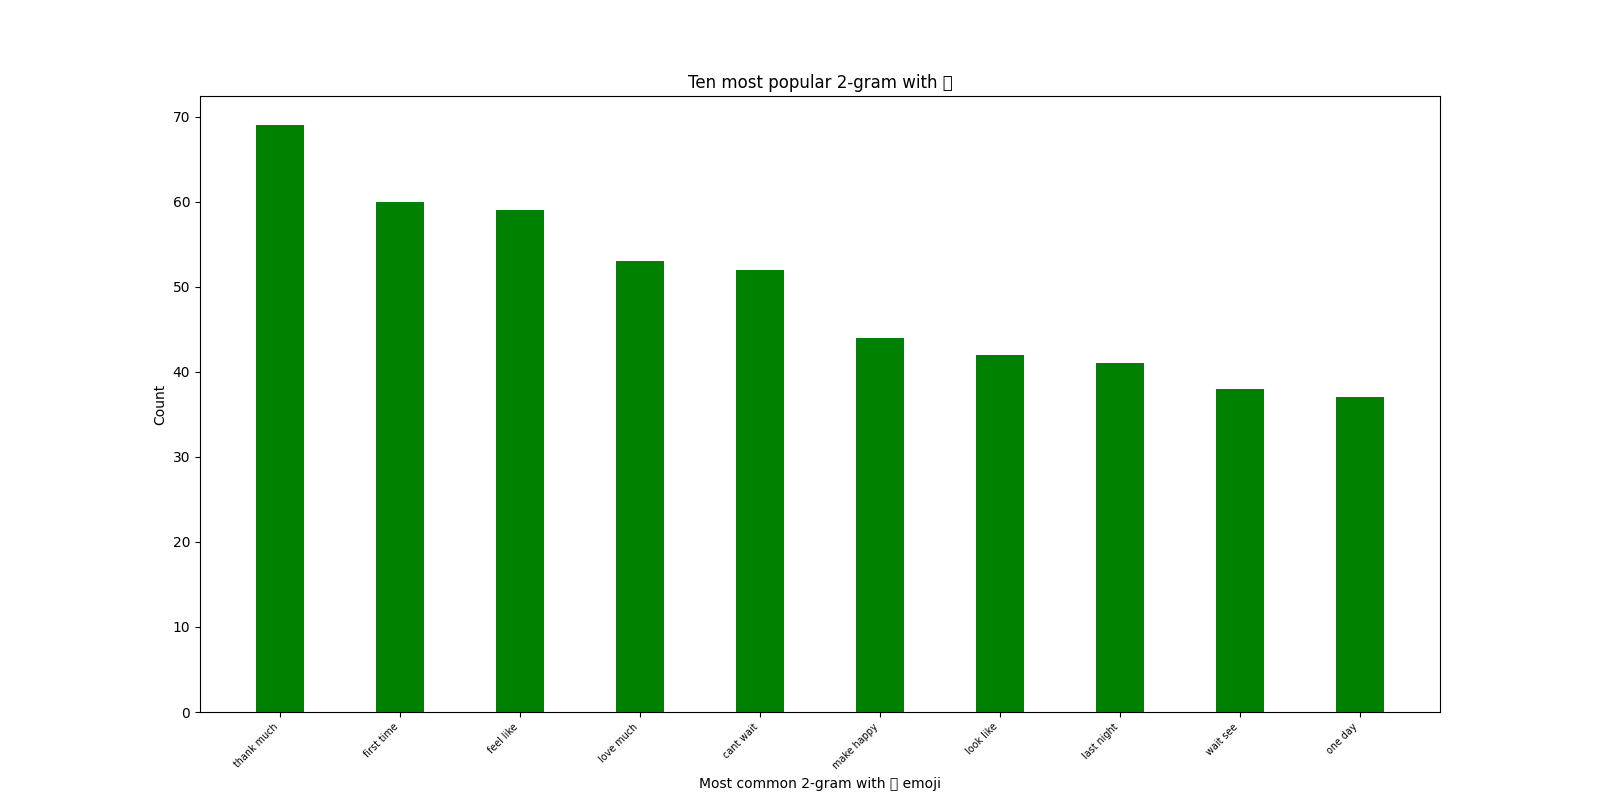 Ten most popular 2-gram with
70
60
50
40
30
20
10
0
Count
thank much
first time
feel like
love much
cant wait
make happy
look like
last night
wait see
one day
Most common 2-gram with emoji